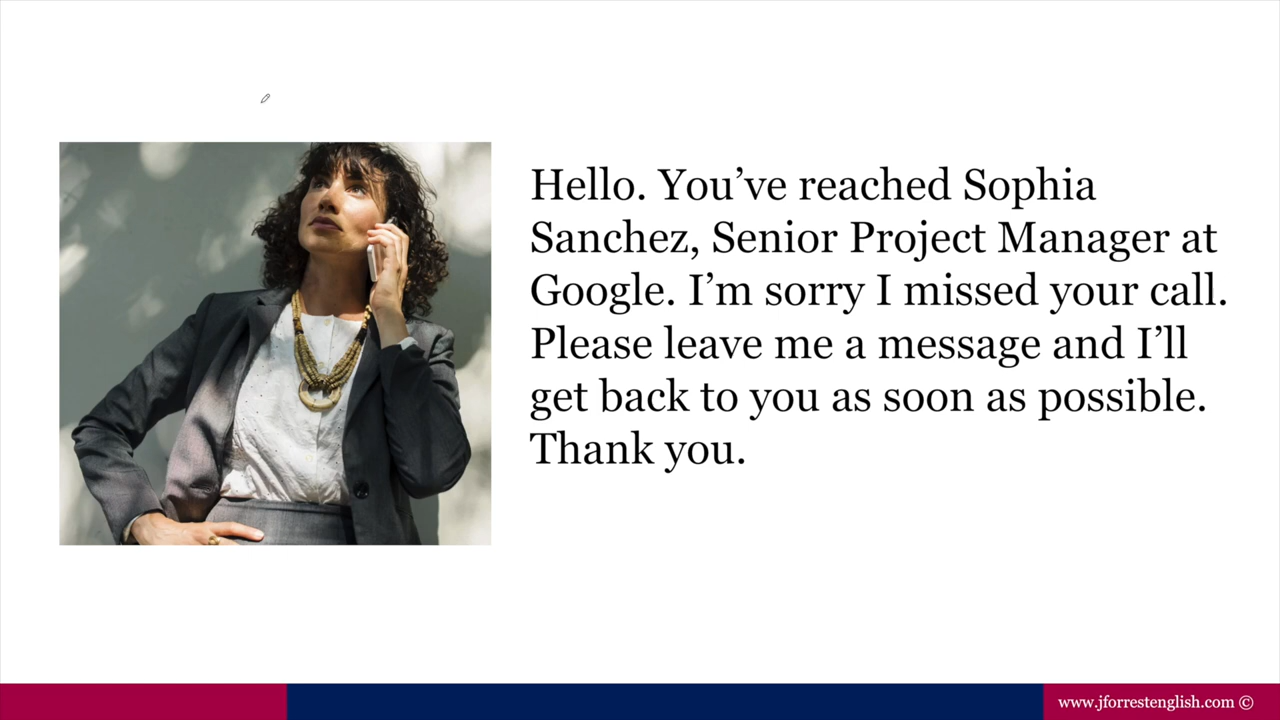 Hello. You’ve reached Sophia
Sanchez, Senior Project Manager at
Google. I’m sorry I missed your call.
Please leave me a message and I’ll
get back to you as soon as possible.
Thank you.
www.jforrestenglish.com ©